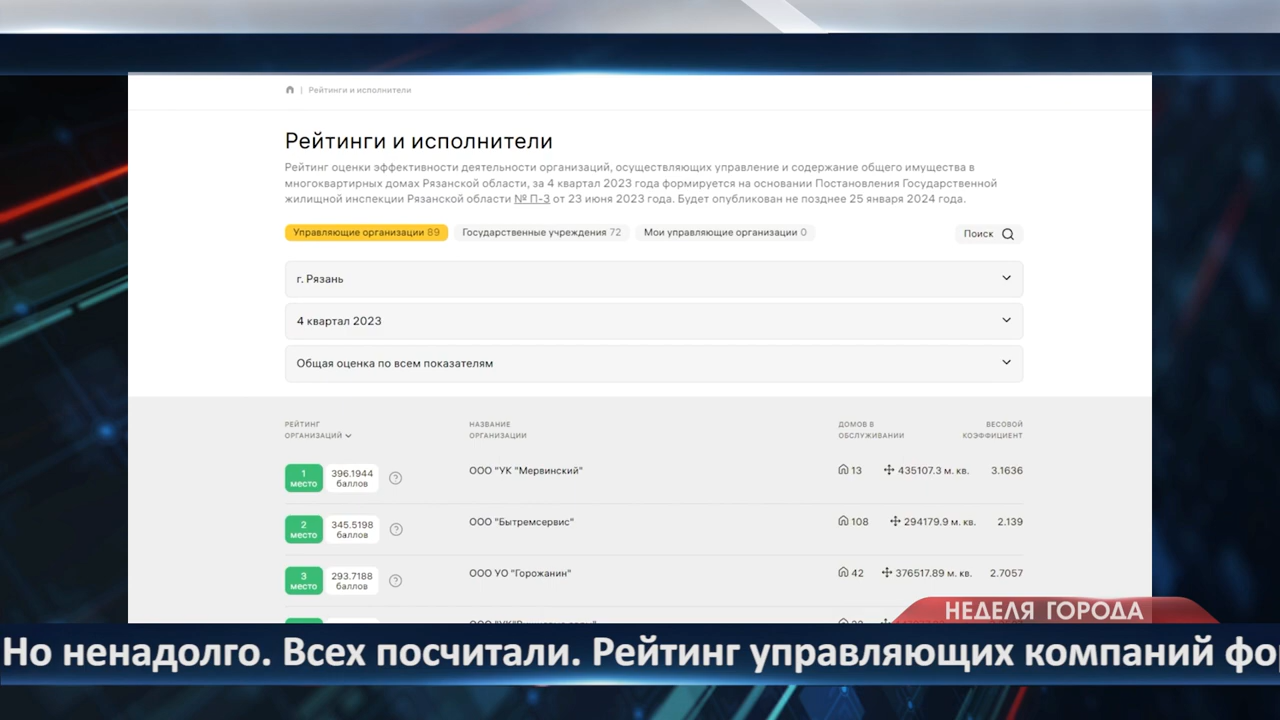 Рейтинги и исполнители
Рейтинги и исполнители
Рейтинг оценки эффективности деятельности организаций, осуществляющих управление и содержание общего имущества в
многоквартирных домах Рязанской области, за 4 квартал 2023 года формируется на основании Постановления Государственной
жилищной инспекции Рязанской области № П-3 от 23 июня 2023 года. Будет опубликован не позднее 25 января 2024 года.
Управляющие организации 89 Государственные учреждения 72 Мои управляющие организации 0 Поиск
г. Рязань
4 квартал 2023
Общая оценка по всем показателям
РЕЙТИНГ НАЗВАНИЕ ДОМОВ В ВЕСОВОЙ
ОРГАНИЗАЦИЙ ОРГАНИЗАЦИИ ОБСЛУЖИВАНИИ КОЭФФИЦИЕНТ
1 место 396.1944 баллов ООО "УК "Мервинский" 13 435107.3 м. кв. 3.1636
2 место 345.5198 баллов ООО "Бытремсервис" 108 294179.9 м. кв. 2.139
3 место 293.7188 баллов ООО УО "Горожанин" 42 376517.89 м. кв. 2.7057
НЕДЕЛЯ ГОРОДА
Но ненадолго. Всех посчитали. Рейтинг управляющих компаний фо